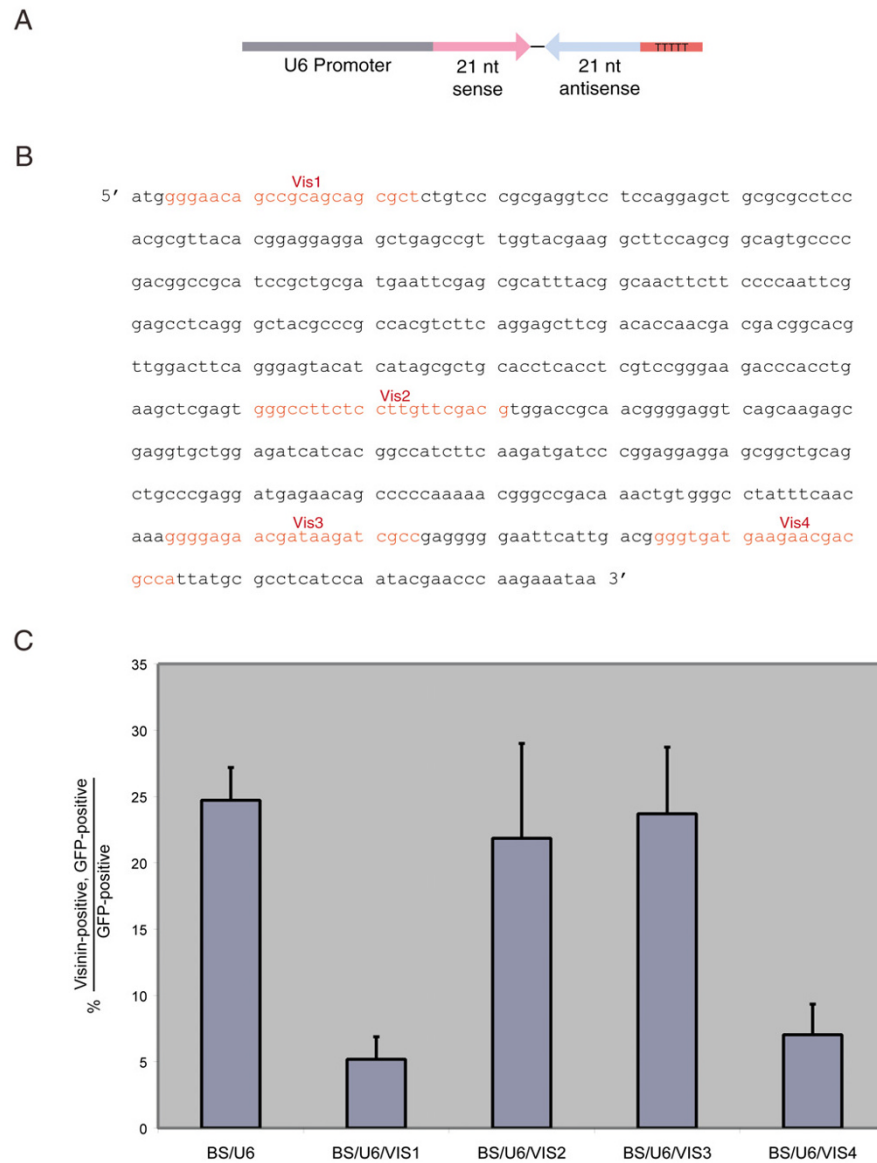 A
TTTTT
U6 Promoter 21 nt 21 nt
sense antisense
B
Vis1
5′ atggggaaca gccgcagcag cgctctgtcc cgcgaggtcc tccaggagct gcgcgcctcc
acgcgttaca cggaggagga gctgagccgt tggtacgaag gcttccagcg gcagtgcccc
gacggccgca tccgctgcga tgaattcgag cgcatttacg gcaacttctt ccccaattcg
gagcctcagg gctacgcccg ccacgtcttc aggagcttcg acaccaacga cgacggcacg
ttggacttca gggagtacat catagcgctg cacctcacct cgtccgggaa gacccacctg
Vis2
aagctcgagt gggccttctc cttgttcgac gtggaccgca acggggaggt cagcaagagc
gaggtgctgg agatcatcac ggccatcttc aagatgatcc cggaggagga gcggctgcag
ctgcccgagg atgagaacag cccccaaaaa cgggccgaca aactgtgggc ctatttcaac
Vis3 Vis4
aaaggggaga acgataagat cgccgagggg gaattcattg acggggtgat gaagaacgac
gccattatgc gcctcatcca atacgaaccc aagaaataa 3′
C
35
30
25
20
15
10
5
0
% Visinin-positive, GFP-positive
GFP-positive
BS/U6 BS/U6/VIS1 BS/U6/VIS2 BS/U6/VIS3 BS/U6/VIS4